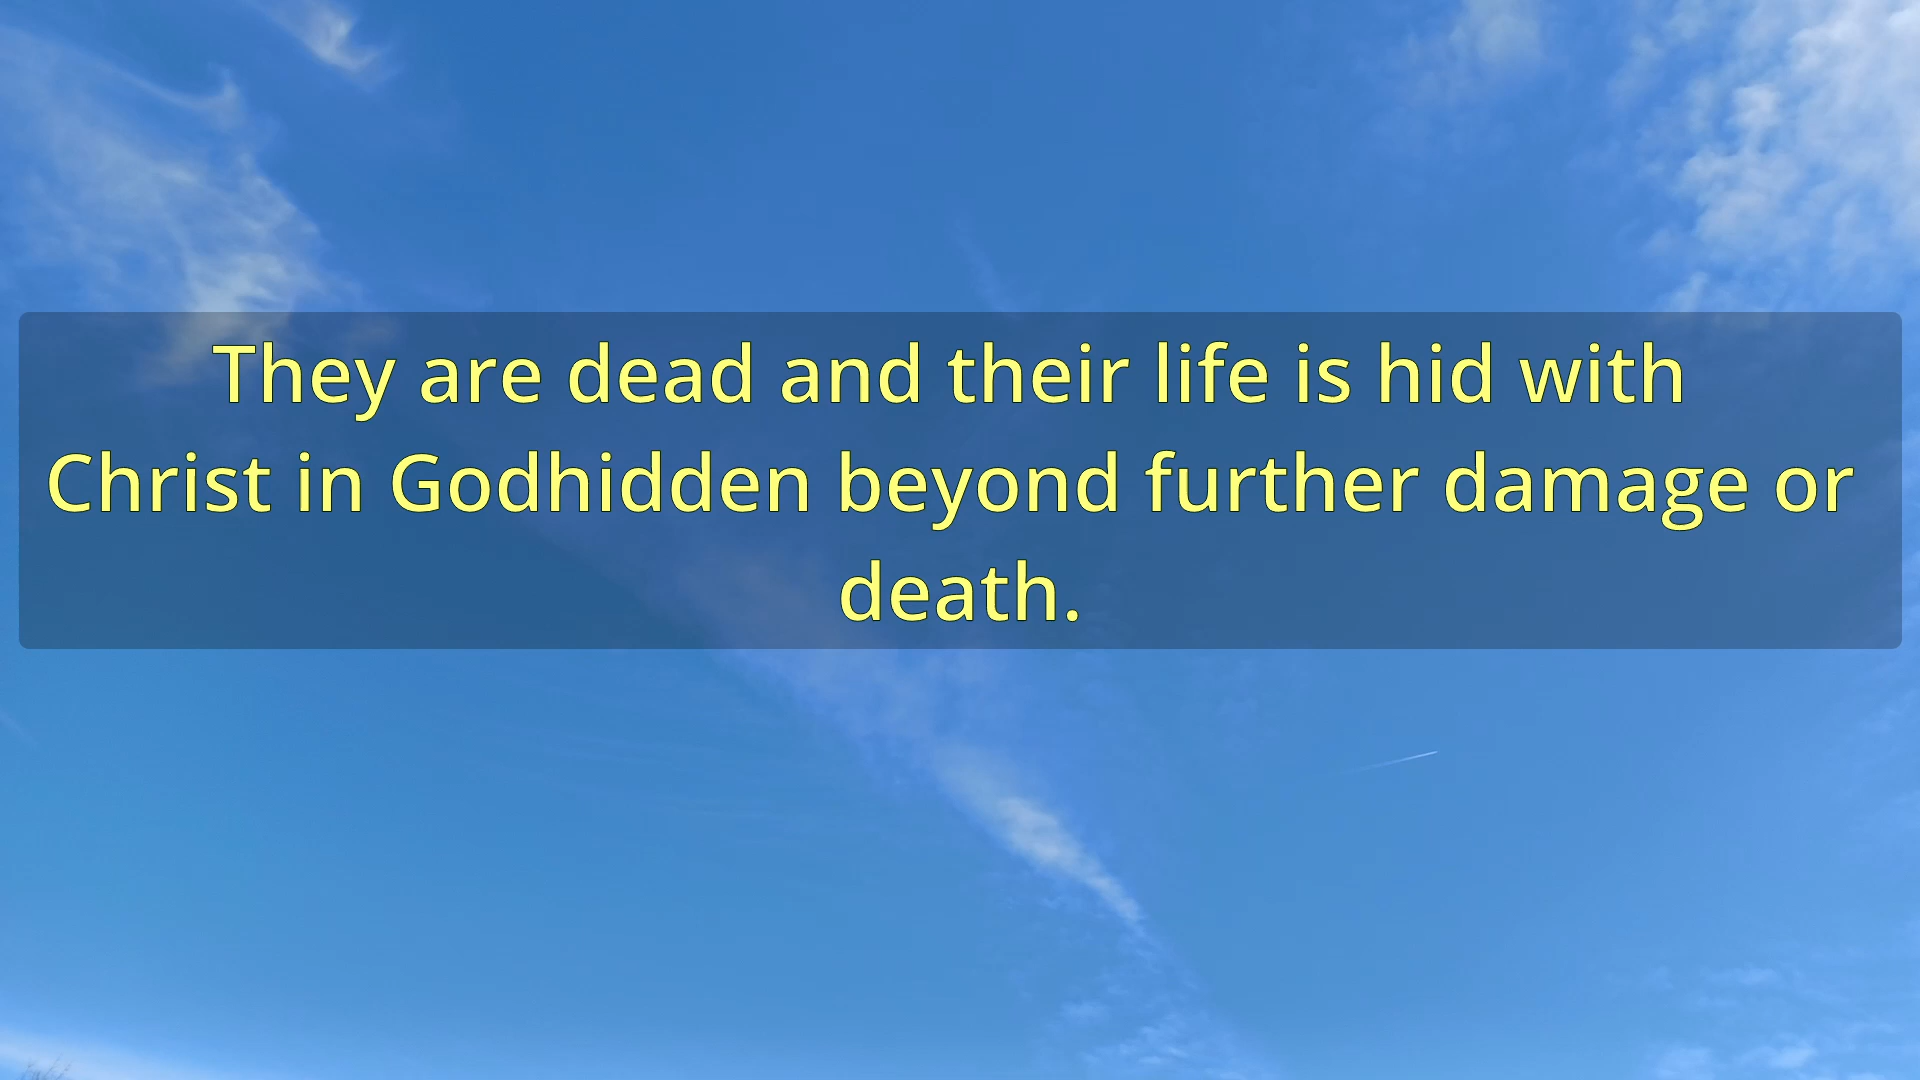 They are dead and their life is hid with
Christ in Godhidden beyond further damage or
death.